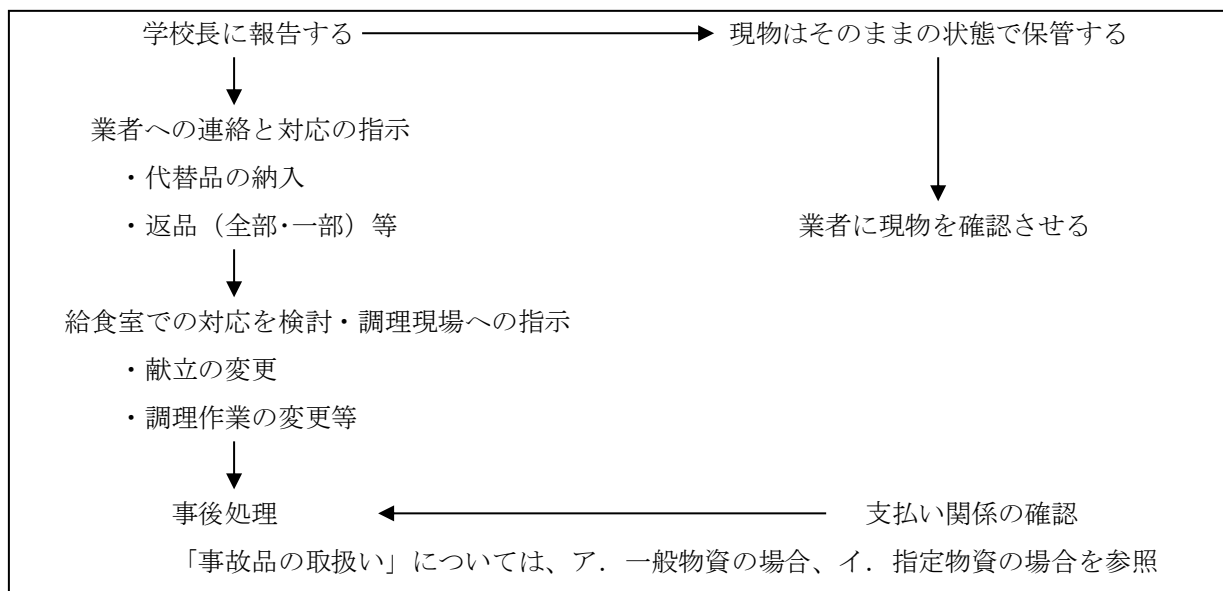 学校長に報告する
現物はそのままの状態で保管する
業者への連絡と対応の指示
・代替品の納入
・返品（全部・一部）等
業者に現物を確認させる
給食室での対応を検討・調理現場への指示
・献立の変更
・調理作業の変更等
事後処理
支払い関係の確認
「事故品の取扱い」については、ア．一般物資の場合、イ．指定物資の場合を参照